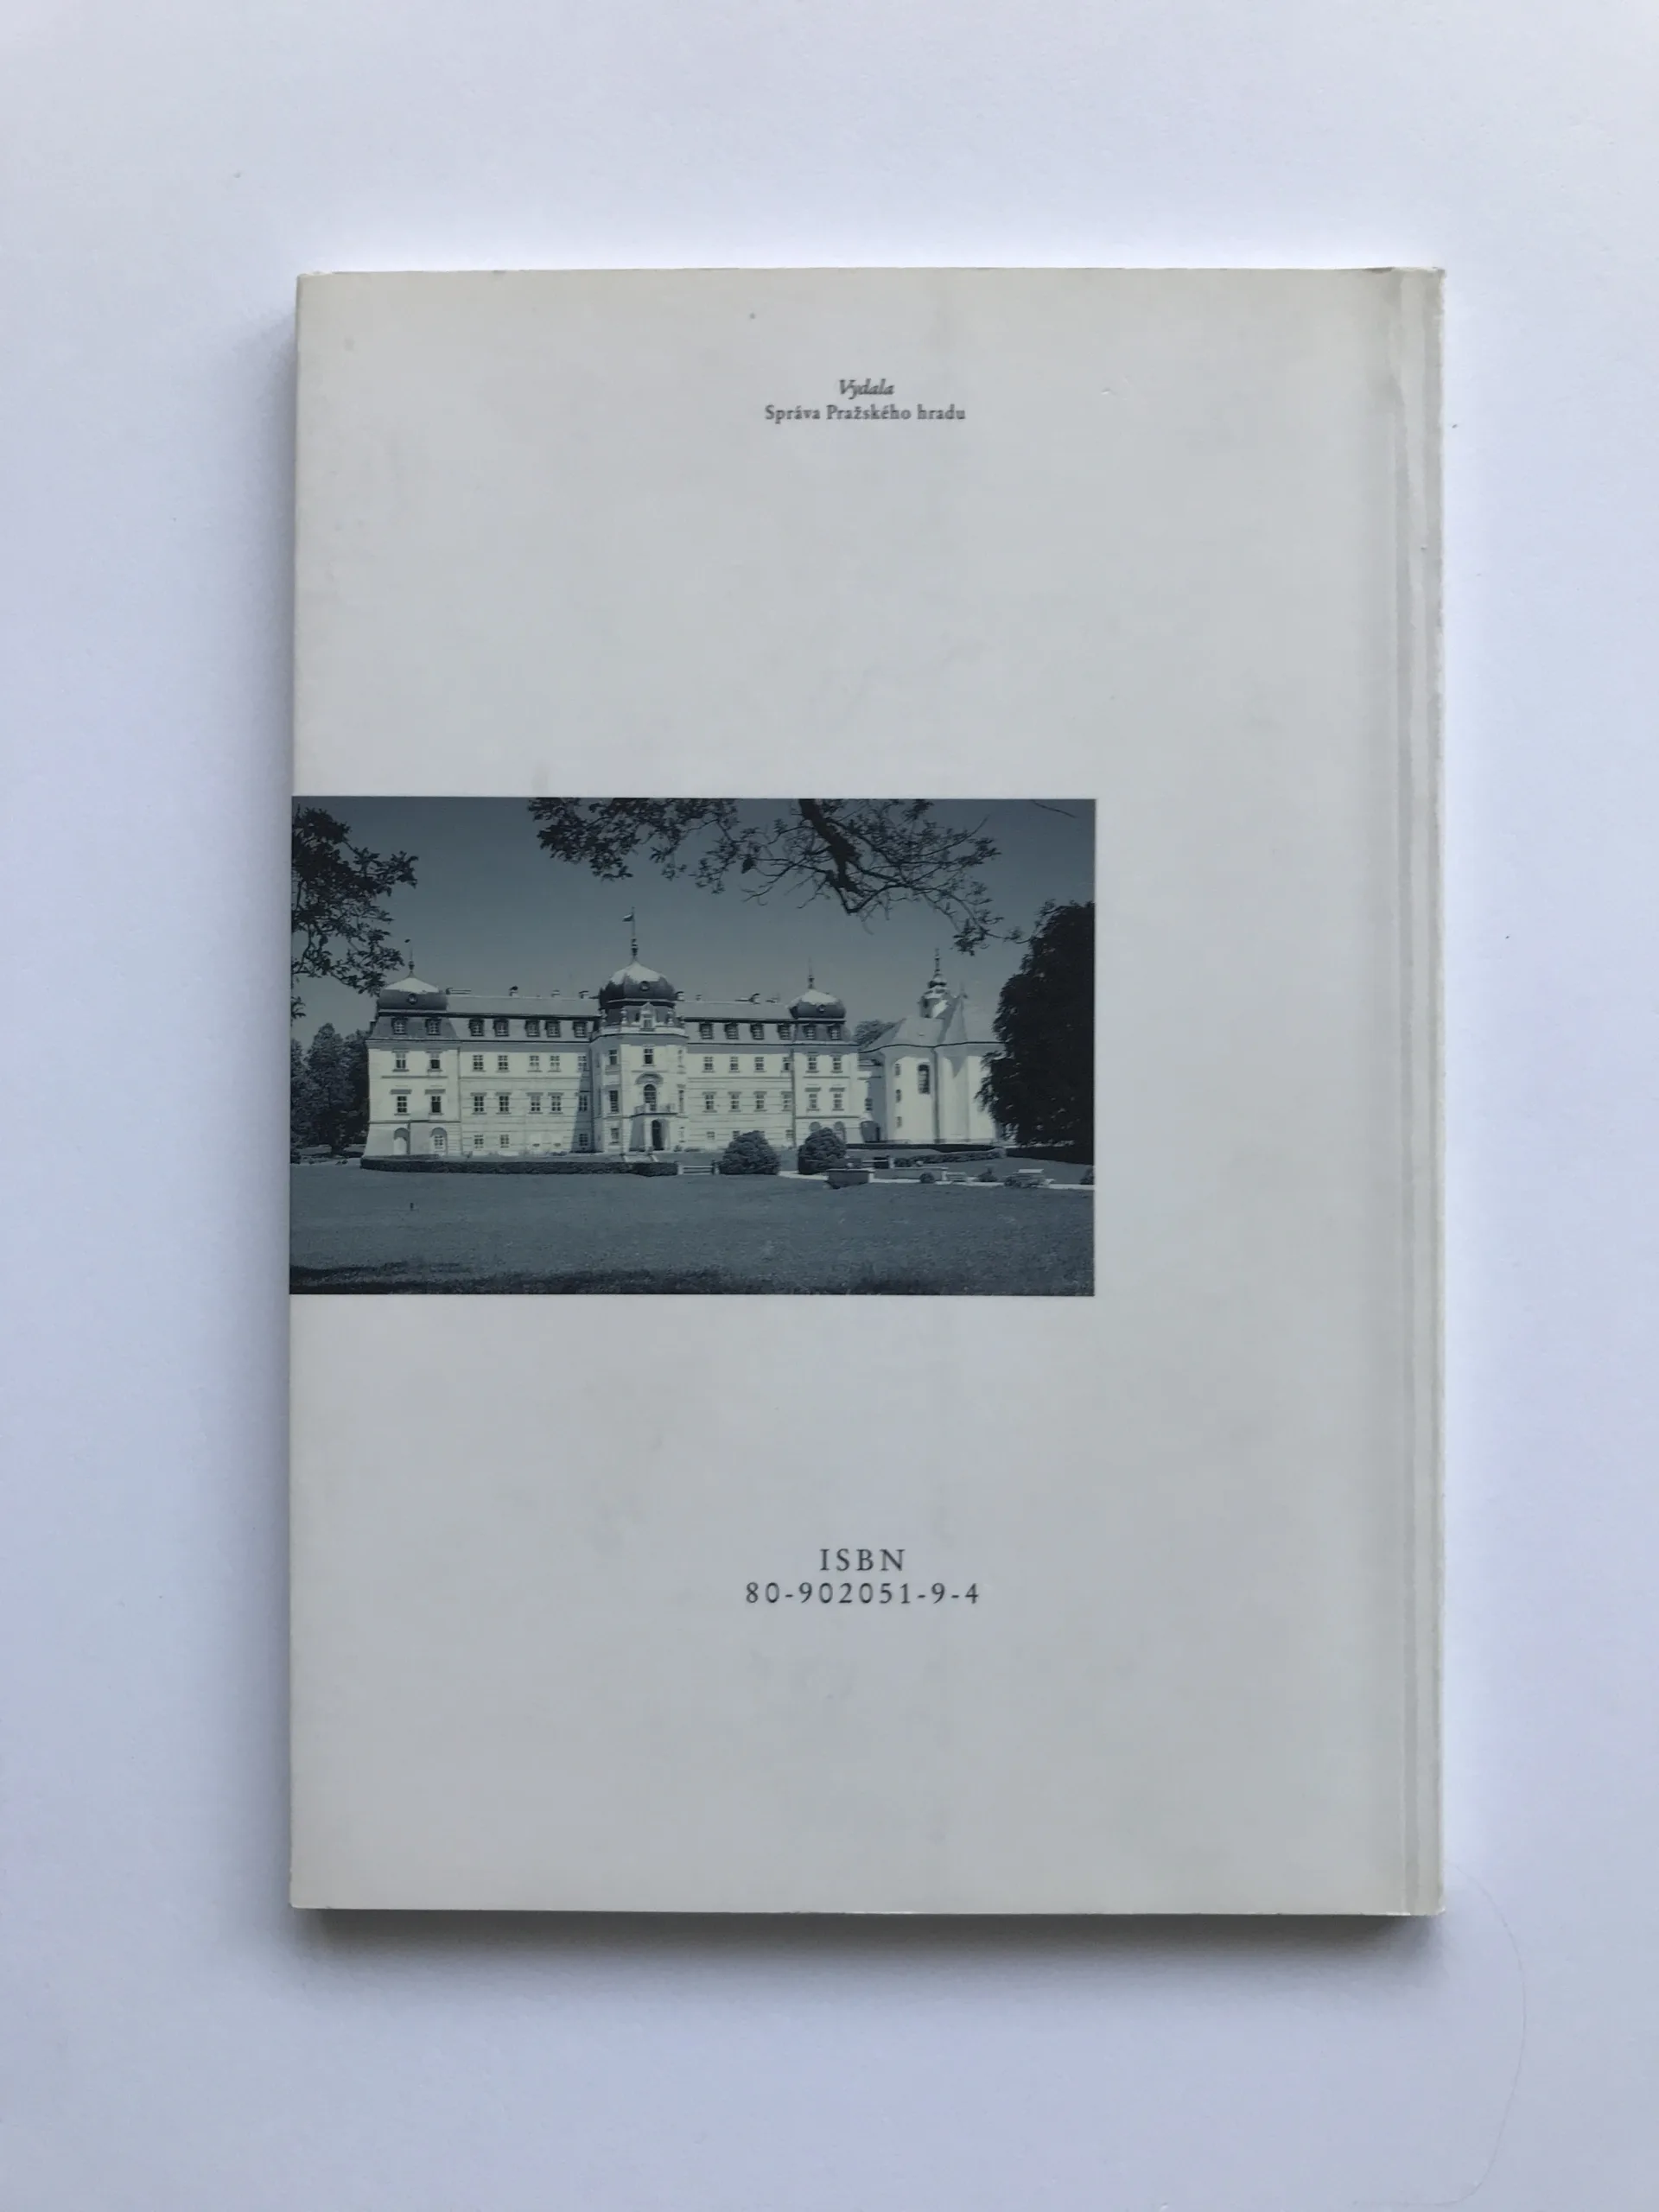 Vydala
Správa Pražského hradu
ISBN
80-902051-9-4